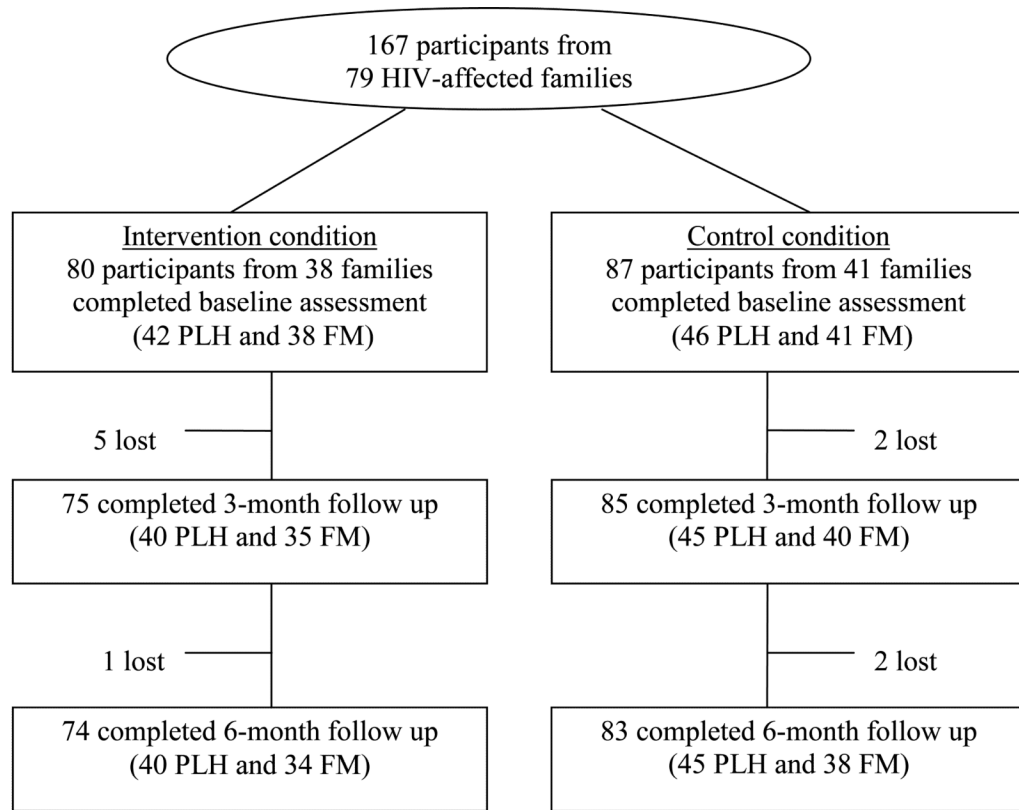 167 participants from
79 HIV-affected families
Intervention condition
80 participants from 38 families
completed baseline assessment
(42 PLH and 38 FM)
Control condition
87 participants from 41 families
completed baseline assessment
(46 PLH and 41 FM)
5 lost
2 lost
75 completed 3-month follow up
(40 PLH and 35 FM)
85 completed 3-month follow up
(45 PLH and 40 FM)
1 lost
2 lost
74 completed 6-month follow up
(40 PLH and 34 FM)
83 completed 6-month follow up
(45 PLH and 38 FM)